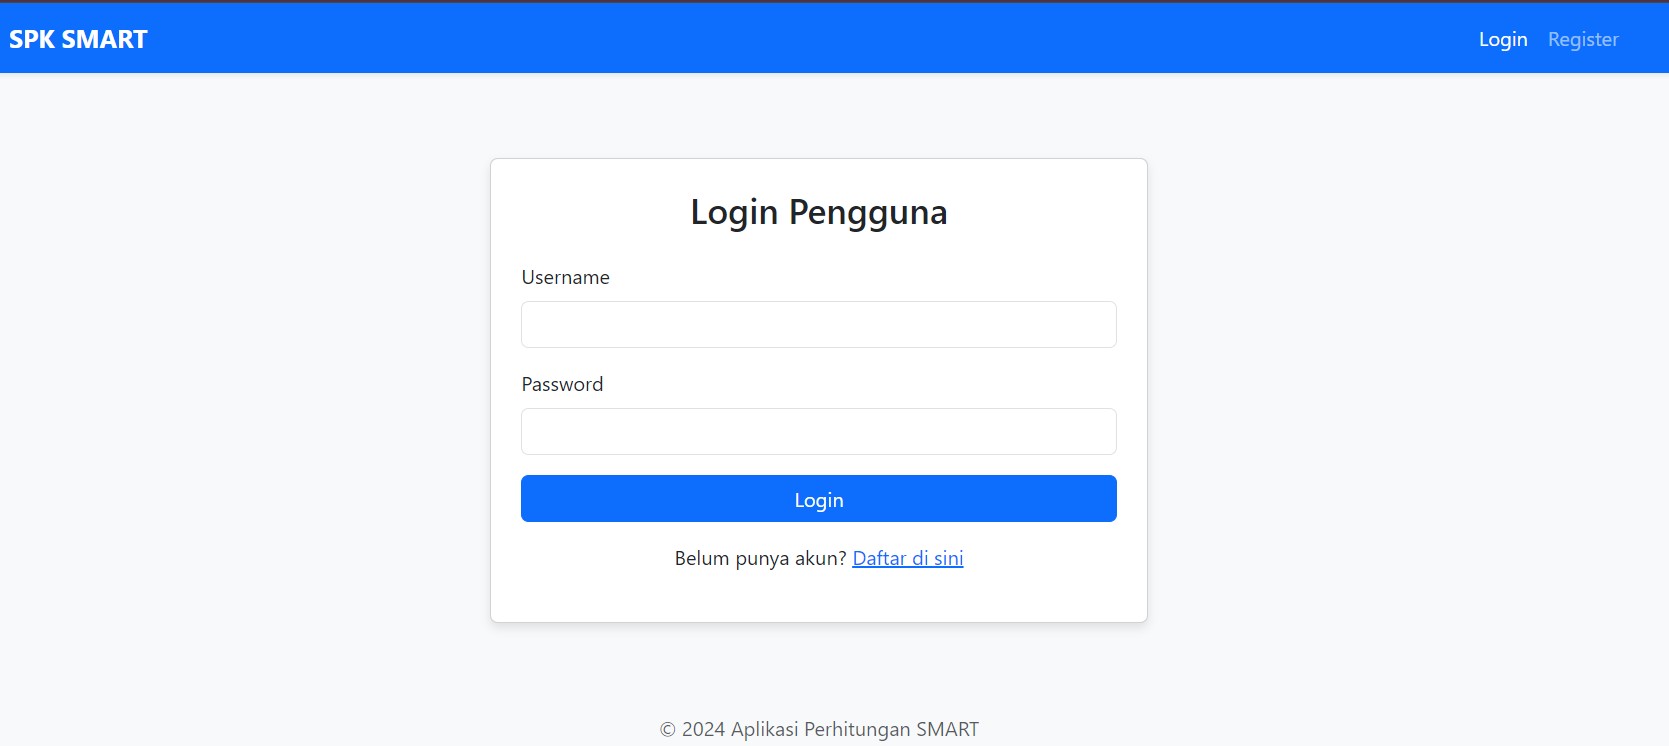 SPK SMART
Login Register
Login Pengguna
Username
Password
Login
Belum punya akun? Daftar di sini
© 2024 Aplikasi Perhitungan SMART